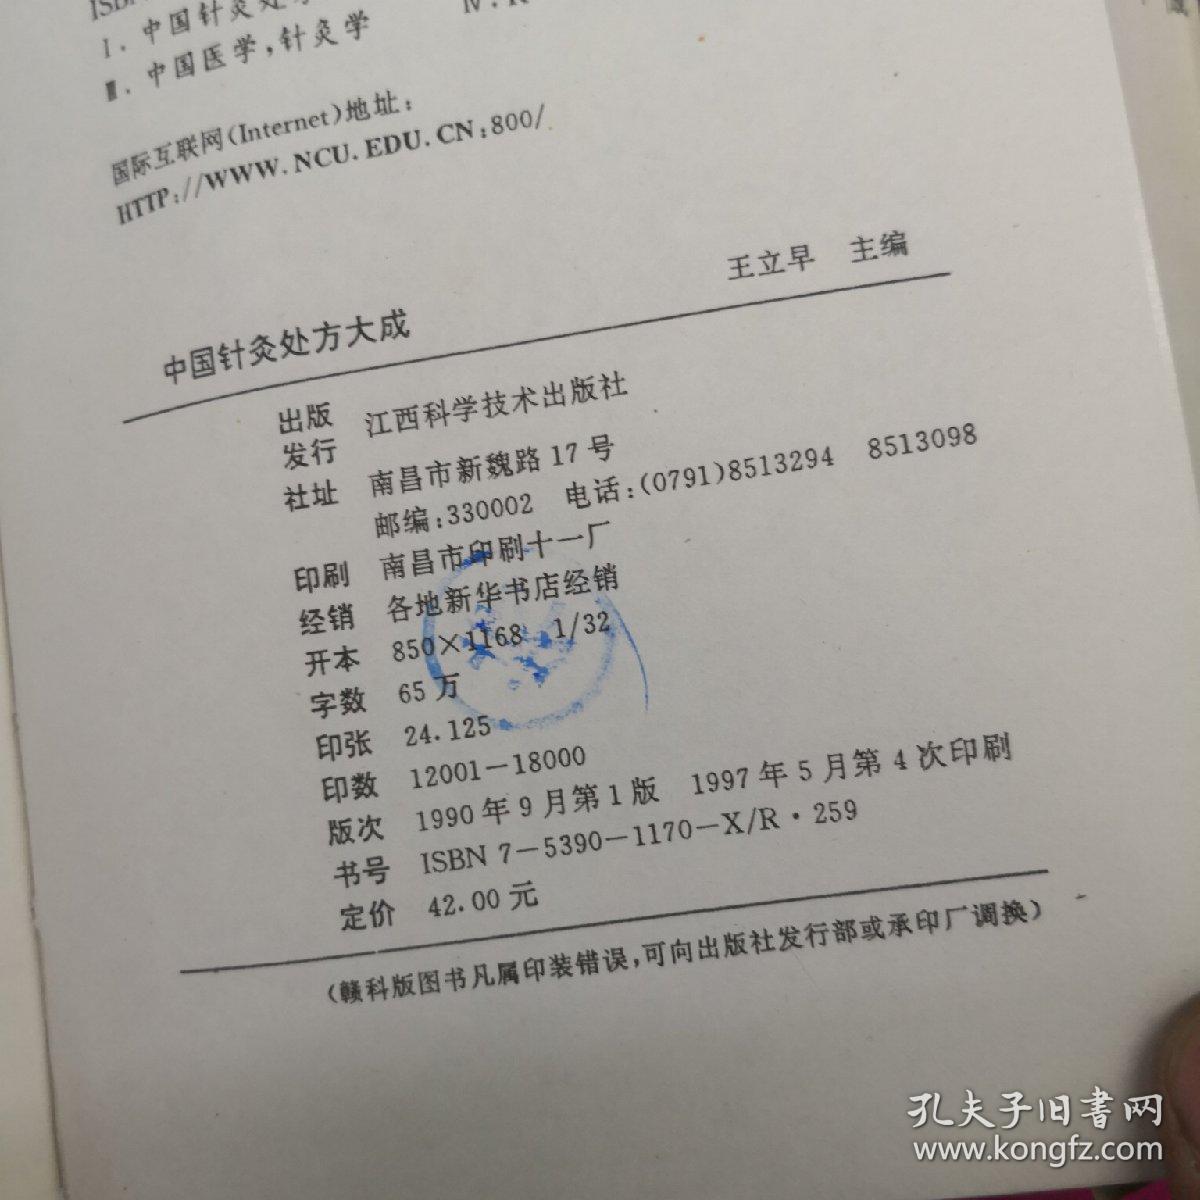 ISBN
Ⅰ.中国针灸处
Ⅲ.中国医学,针灸学
Ⅳ.R
国际互联网(Internet)地址:
HTTP://WWW.NCU.EDU.CN:800/
王立早 主编
中国针灸处方大成
出版
发行 江西科学技术出版社
社址 南昌市新魏路17号
邮编:330002 电话:(0791)8513294 8513098
印刷 南昌市印刷十一厂
经销 各地新华书店经销
开本 850×1168 1/32
字数 65万
印张 24.125
印数 12001-18000
版次 1990年9月第1版 1997年5月第4次印刷
书号 ISBN 7-5390-1170-X/R·259
定价 42.00元
(赣科版图书凡属印装错误,可向出版社发行部或承印厂调换)
孔夫子旧書网
www.kongfz.com